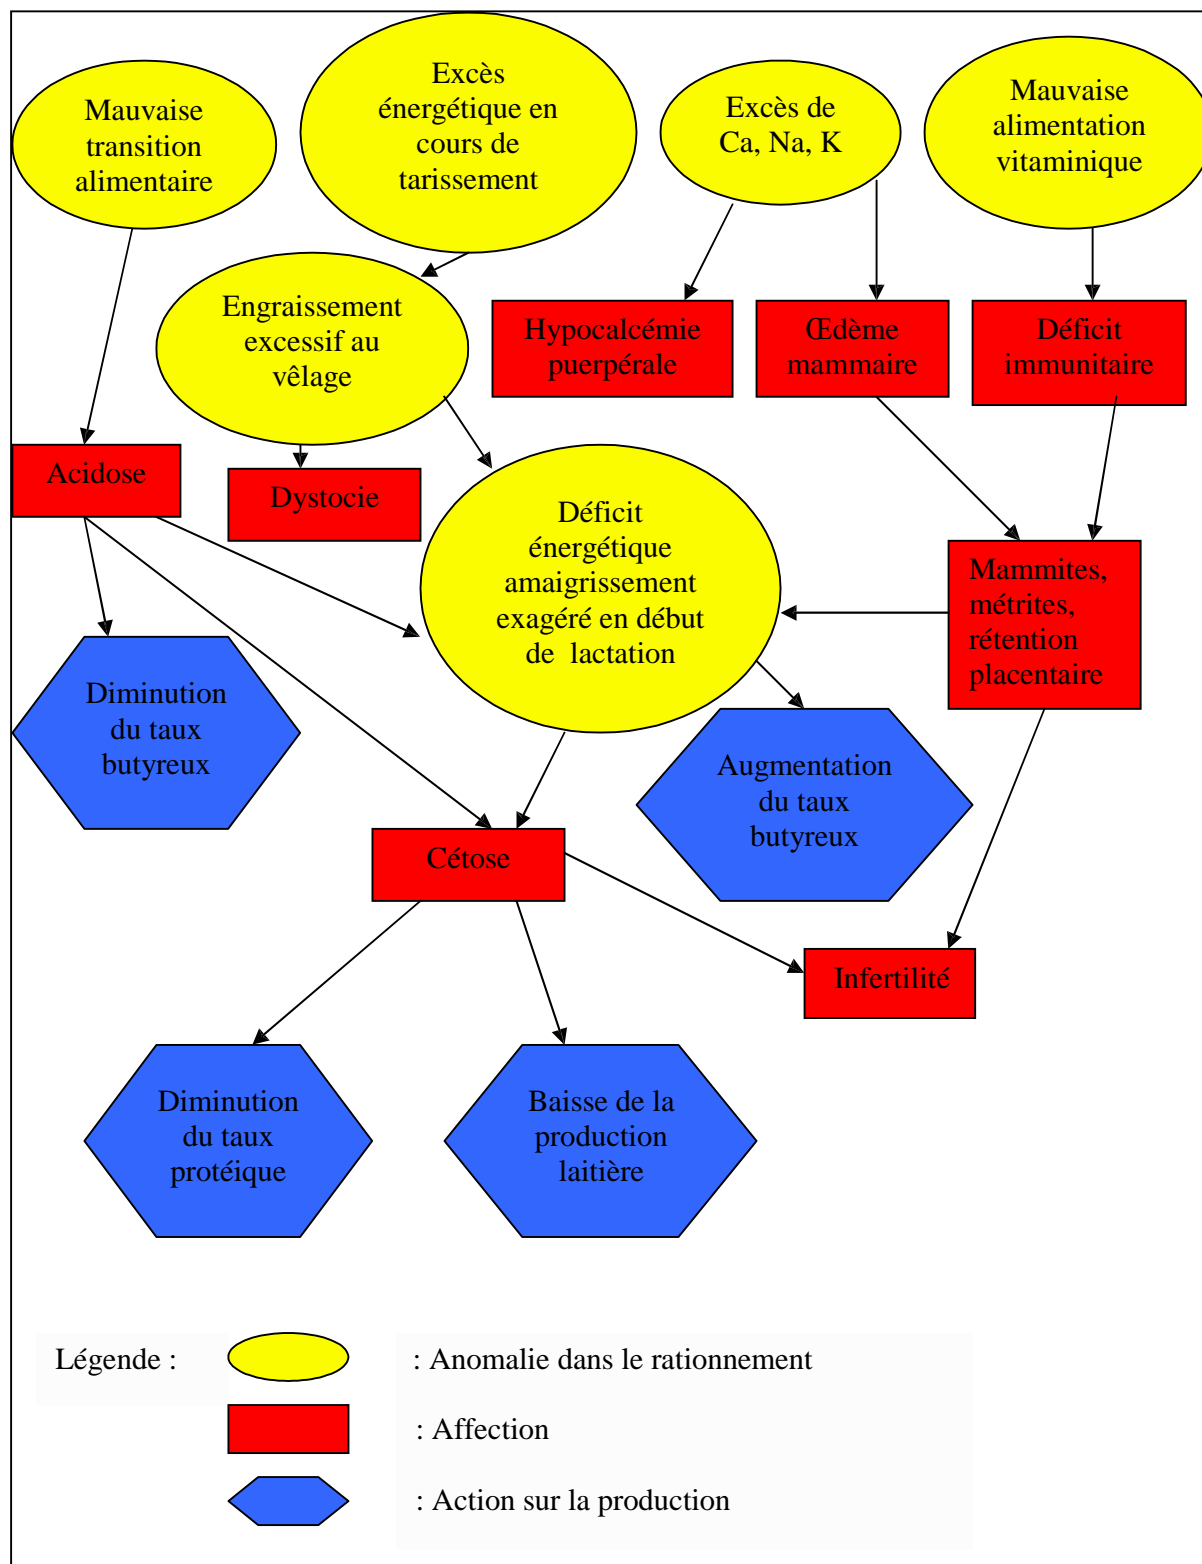 Mauvaise
transition
alimentaire
Excès
énergétique en
cours de
tarissement
Excès de
Ca, Na, K
Mauvaise
alimentation
vitaminique
Engraissement
excessif au
vêlage
Hypocalcémie
puerpérale
Œdème
mammaire
Déficit
immunitaire
Acidose
Dystocie
Déficit
énergétique
amaigrissement
exagéré en début
de lactation
Mammites,
métrites,
rétention
placentaire
Diminution
du taux
butyreux
Augmentation
du taux
butyreux
Cétose
Infertilité
Diminution
du taux
protéique
Baisse de la
production
laitière
Légende :
: Anomalie dans le rationnement
: Affection
: Action sur la production